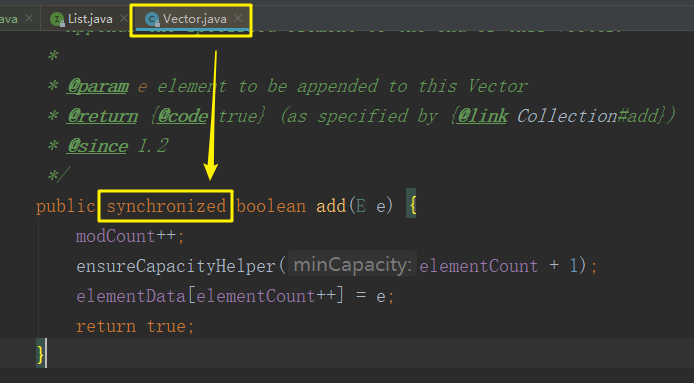 ava × List.java × Vector.java ×
*
* @param e element to be appended to this Vector
* @return {@code true} (as specified by {@link Collection#add})
* @since 1.2
*/
public synchronized boolean add(E e) {
modCount++;
ensureCapacityHelper( minCapacity: elementCount + 1);
elementData[elementCount++] = e;
return true;
}